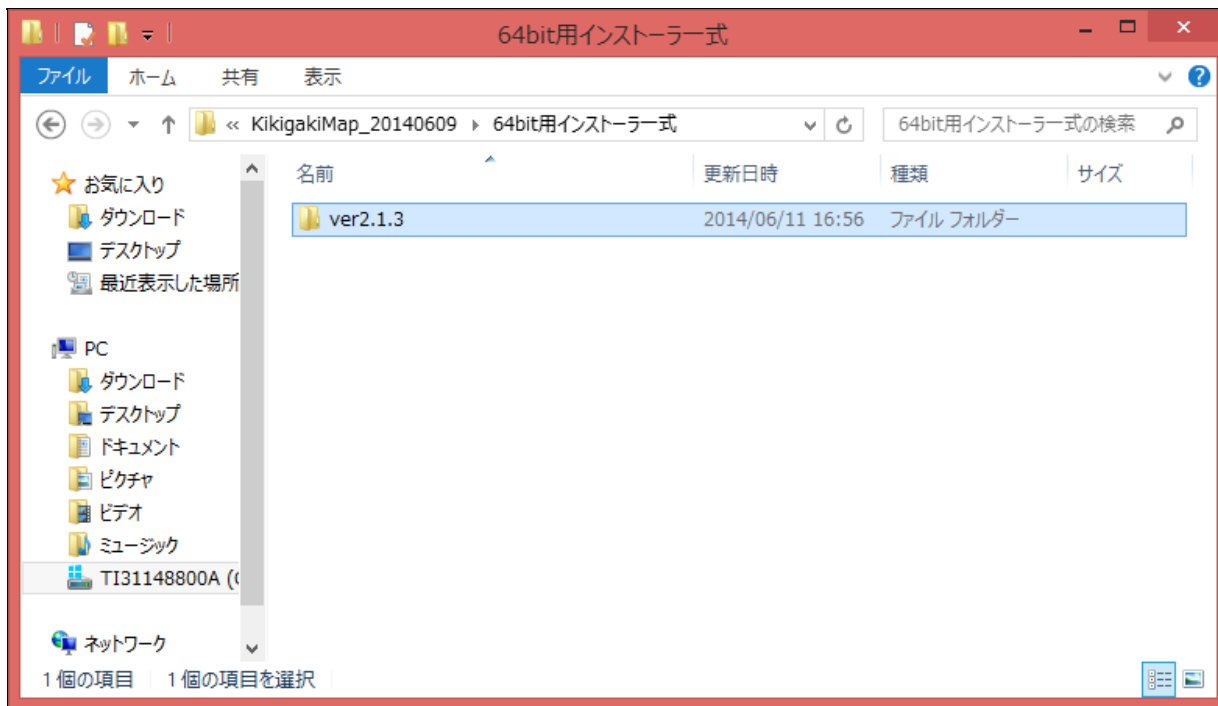 64bit用インストーラ一式
ファイル ホーム 共有 表示
« KikigakiMap_20140609 64bit用インストーラ一式 64bit用インストーラ一式の検索
名前 更新日時 種類 サイズ
ver2.1.3 2014/06/11 16:56 ファイル フォルダー
お気に入り
ダウンロード
デスクトップ
最近表示した場所
PC
ダウンロード
デスクトップ
ドキュメント
ピクチャ
ビデオ
ミュージック
TI31148800A (
ネットワーク
1 個の項目 1 個の項目を選択